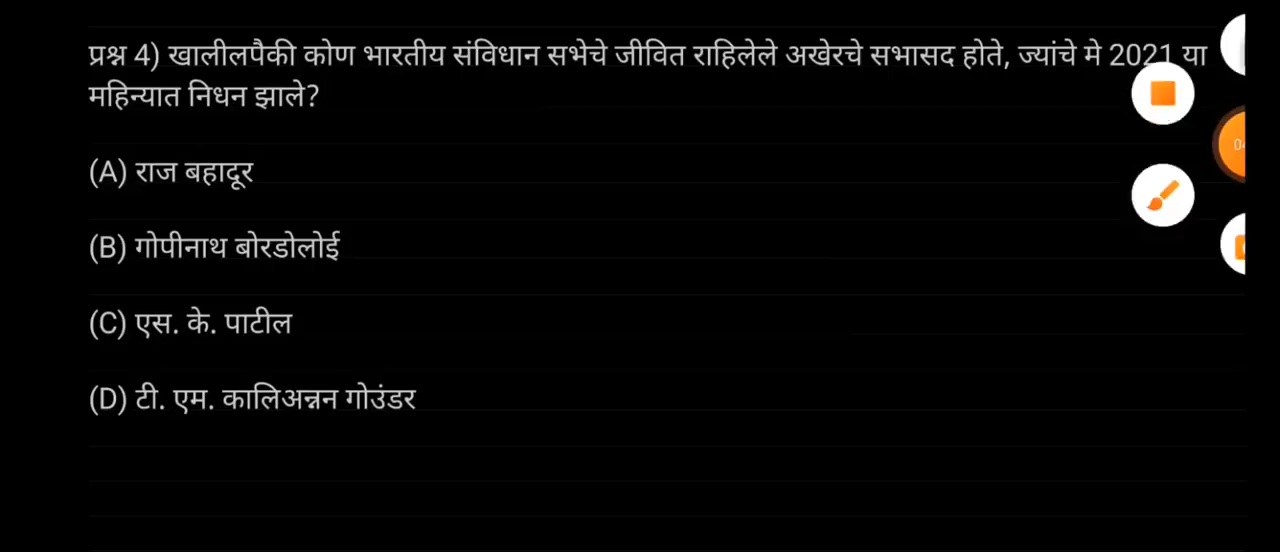 प्रश्न 4) खालीलपैकी कोण भारतीय संविधान सभेचे जीवित राहिलेले अखेरचे सभासद होते, ज्यांचे मे 2021 या
महिन्यात निधन झाले?
(A) राज बहादूर
(B) गोपीनाथ बोरडोलोई
(C) एस. के. पाटील
(D) टी. एम. कालिअन्नन गोउंडर